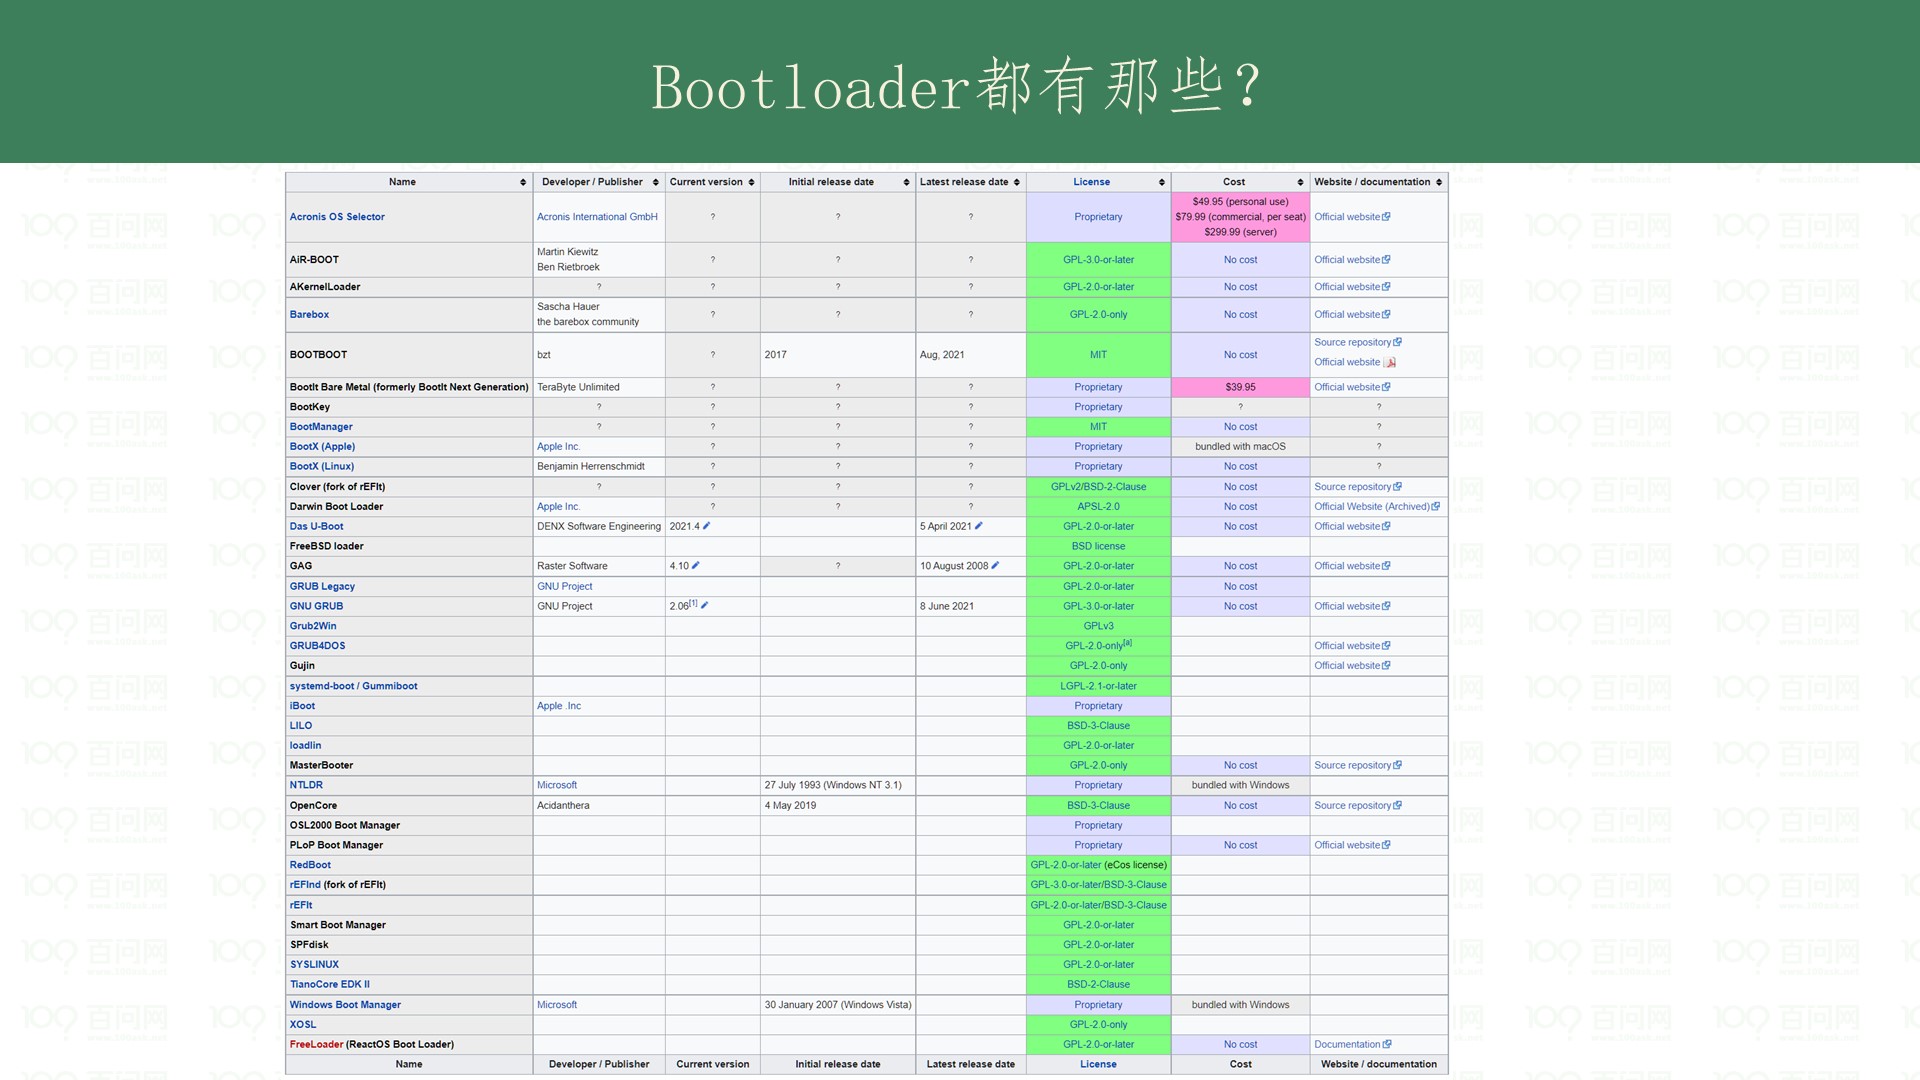 Bootloader都有那些？
Name Developer / Publisher Current version Initial release date Latest release date License Cost Website / documentation
Acronis OS Selector Acronis International GmbH ? ? ? Proprietary $49.95 (personal use) $79.99 (commercial, per seat) $299.99 (server) Official website
AiR-BOOT Martin Kiewitz Ben Rietbroek ? ? ? GPL-3.0-or-later No cost Official website
AKernelLoader ? ? ? ? GPL-2.0-or-later No cost Official website
Barebox Sascha Hauer the barebox community ? ? ? GPL-2.0-only No cost Official website
BOOTBOOT bzt ? 2017 Aug, 2021 MIT No cost Source repository Official website
BootIt Bare Metal (formerly BootIt Next Generation) TeraByte Unlimited ? ? ? Proprietary $39.95 Official website
BootKey ? ? ? ? Proprietary ? ?
BootManager ? ? ? ? MIT No cost ?
BootX (Apple) Apple Inc. ? ? ? Proprietary bundled with macOS ?
BootX (Linux) Benjamin Herrenschmidt ? ? ? Proprietary No cost ?
Clover (fork of rEFIt) ? ? ? ? GPLv2/BSD-2-Clause No cost Source repository
Darwin Boot Loader Apple Inc. ? ? ? APSL-2.0 No cost Official Website (Archived)
Das U-Boot DENX Software Engineering 2021.4 5 April 2021 GPL-2.0-or-later No cost Official website
FreeBSD loader BSD license
GAG Raster Software 4.10 ? 10 August 2008 GPL-2.0-or-later No cost Official website
GRUB Legacy GNU Project GPL-2.0-or-later No cost
GNU GRUB GNU Project 2.06[1] 8 June 2021 GPL-3.0-or-later No cost Official website
Grub2Win GPLv3
GRUB4DOS GPL-2.0-only[a] Official website
Gujin GPL-2.0-only Official website
systemd-boot / Gummiboot LGPL-2.1-or-later
iBoot Apple .Inc Proprietary
LILO BSD-3-Clause
loadlin GPL-2.0-or-later
MasterBooter GPL-2.0-only No cost Source repository
NTLDR Microsoft 27 July 1993 (Windows NT 3.1) Proprietary bundled with Windows
OpenCore Acidanthera 4 May 2019 BSD-3-Clause No cost Source repository
OSL2000 Boot Manager Proprietary
PLoP Boot Manager Proprietary No cost Official website
RedBoot GPL-2.0-or-later (eCos license)
rEFInd (fork of rEFIt) GPL-3.0-or-later/BSD-3-Clause
rEFIt GPL-2.0-or-later/BSD-3-Clause
Smart Boot Manager GPL-2.0-or-later
SPFdisk GPL-2.0-or-later
SYSLINUX GPL-2.0-or-later
TianoCore EDK II BSD-2-Clause
Windows Boot Manager Microsoft 30 January 2007 (Windows Vista) Proprietary bundled with Windows
XOSL GPL-2.0-only
FreeLoader (ReactOS Boot Loader) GPL-2.0-or-later No cost Documentation
Name Developer / Publisher Current version Initial release date Latest release date License Cost Website / documentation